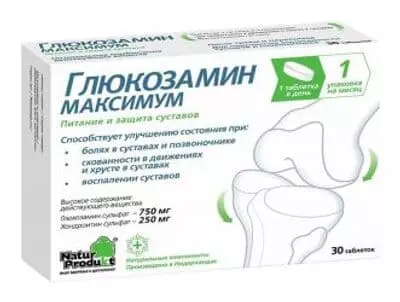 ГЛЮКОЗАМИН
МАКСИМУМ
Питание и защита суставов
Способствует улучшению состояния при:
• болях в суставах и позвоночнике
• скованности в движениях
и хрусте в суставах
• воспалении суставов
Высокое содержание
действующего вещества
Глюкозамин сульфат – 750 мг
Хондроитин сульфат – 250 мг
1 таблетка
в день
1
упаковка
на месяц
Natur
Produkt
Натуральные компоненты
Произведено в Нидерландах
30 таблеток